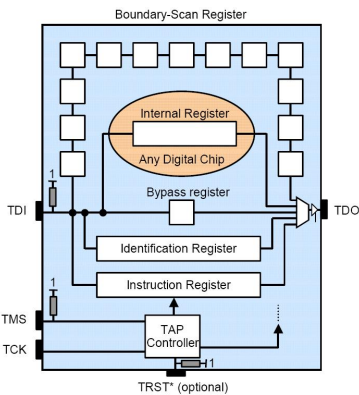 Boundary-Scan Register
Internal Register
Any Digital Chip
1
Bypass register
TDI
TDO
Identification Register
Instruction Register
1
TMS
TAP
Controller
TCK
1
TRST* (optional)